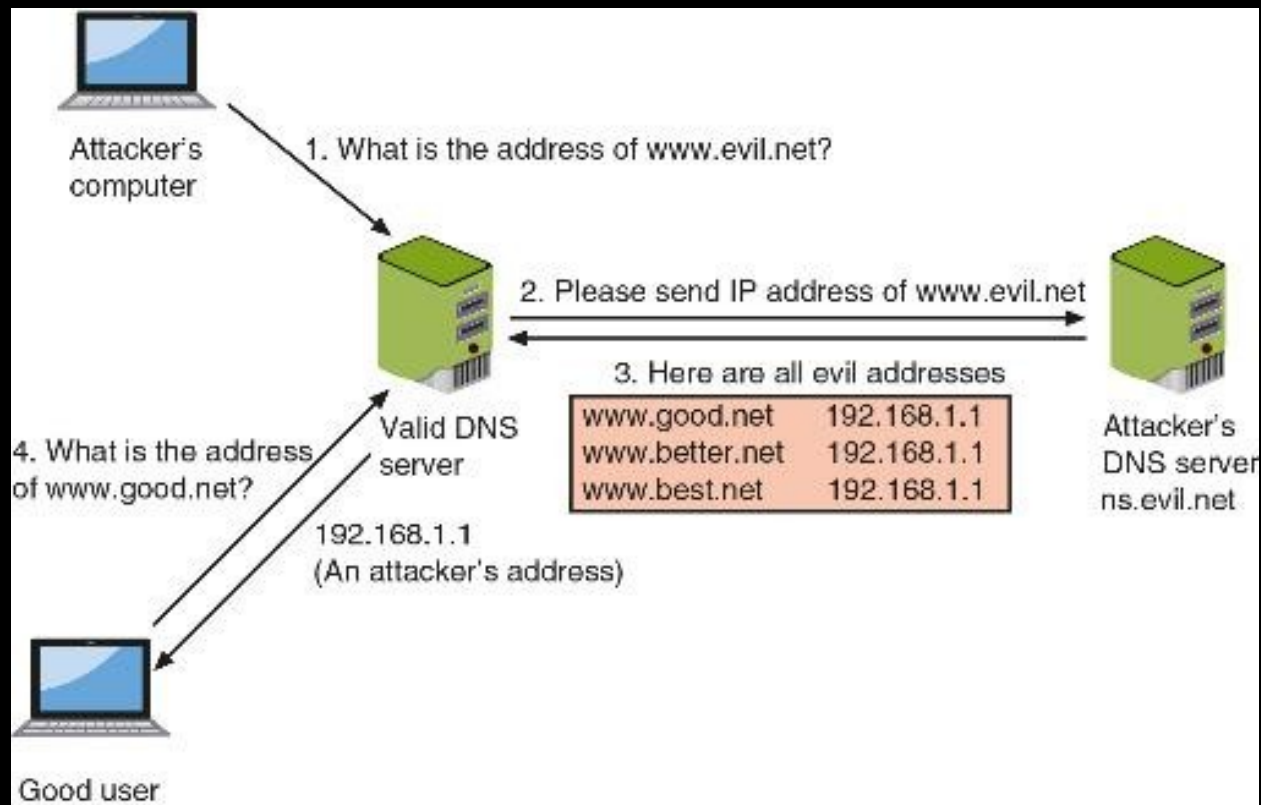 Attacker's
computer
1. What is the address of www.evil.net?
2. Please send IP address of www.evil.net
3. Here are all evil addresses
www.good.net 192.168.1.1
www.better.net 192.168.1.1
www.best.net 192.168.1.1
Valid DNS
server
Attacker's
DNS server
ns.evil.net
4. What is the address
of www.good.net?
192.168.1.1
(An attacker's address)
Good user